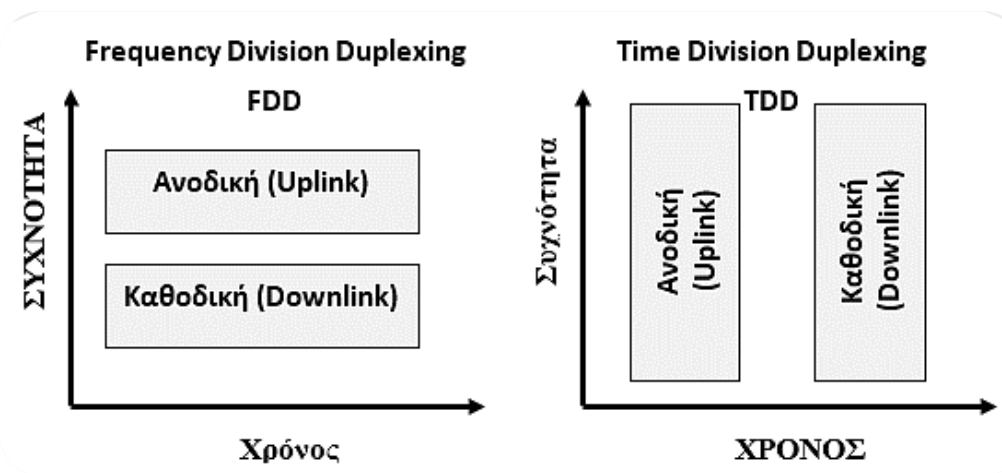 Frequency Division Duplexing
FDD
ΣΥΧΝΟΤΗΤΑ
Ανοδική (Uplink)
Καθοδική (Downlink)
Χρόνος
Time Division Duplexing
TDD
Συχνότητα
Ανοδική
(Uplink)
Καθοδική
(Downlink)
ΧΡΟΝΟΣ